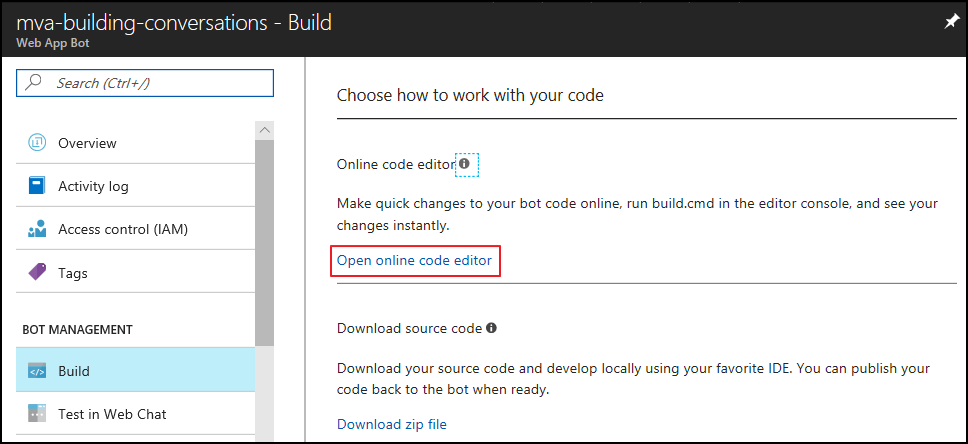 mva-building-conversations - Build
Web App Bot
Search (Ctrl+/)
Overview
Activity log
Access control (IAM)
Tags
BOT MANAGEMENT
Build
Test in Web Chat
Choose how to work with your code
Online code editor
Make quick changes to your bot code online, run build.cmd in the editor console, and see your
changes instantly.
Open online code editor
Download source code
Download your source code and develop locally using your favorite IDE. You can publish your
code back to the bot when ready.
Download zip file